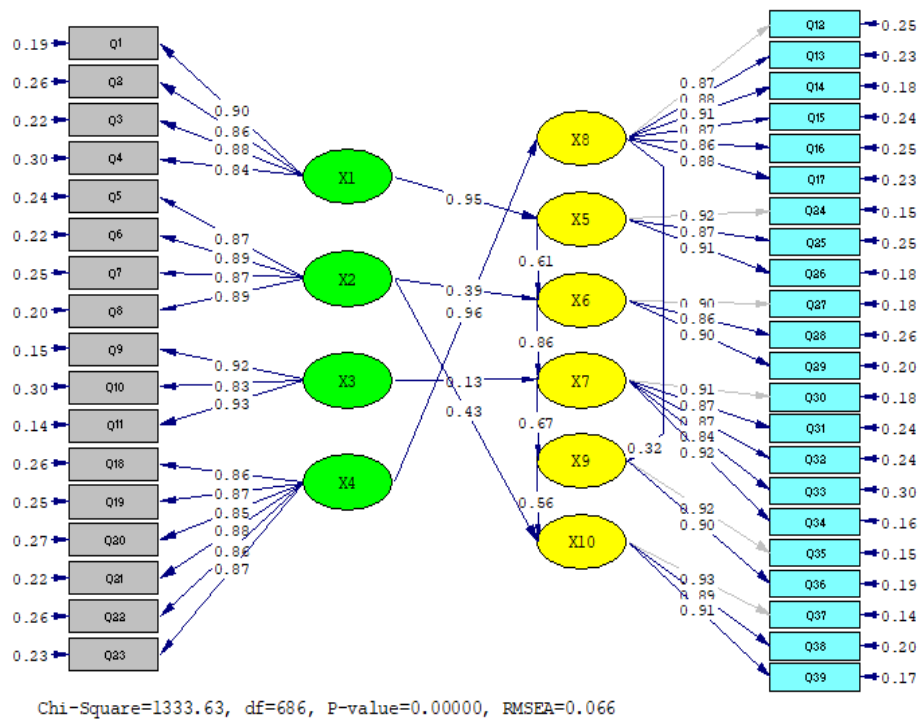 0.19 Q1
0.26 Q2
0.22 Q3
0.30 Q4
0.24 Q5
0.22 Q6
0.25 Q7
0.20 Q8
0.15 Q9
0.30 Q10
0.14 Q11
0.26 Q18
0.25 Q19
0.27 Q20
0.22 Q21
0.26 Q22
0.23 Q23
0.90
0.86
0.88
0.84
0.87
0.89
0.87
0.89
0.92
0.83
0.93
0.86
0.87
0.85
0.88
0.86
0.87
X1
X2
X3
X4
0.95
0.39
0.96
0.13
0.43
X8
X5
0.61
X6
0.86
X7
0.67
0.32
X9
0.56
X10
0.87
0.88
0.91
0.87
0.86
0.88
0.92
0.87
0.91
0.90
0.86
0.90
0.91
0.87
0.87
0.84
0.92
0.92
0.90
0.93
0.89
0.91
Q12 0.25
Q13 0.23
Q14 0.18
Q15 0.24
Q16 0.25
Q17 0.23
Q24 0.15
Q25 0.25
Q26 0.18
Q27 0.18
Q28 0.26
Q29 0.20
Q30 0.18
Q31 0.24
Q32 0.24
Q33 0.30
Q34 0.16
Q35 0.15
Q36 0.19
Q37 0.14
Q38 0.20
Q39 0.17
Chi-Square=1333.63, df=686, P-value=0.00000, RMSEA=0.066